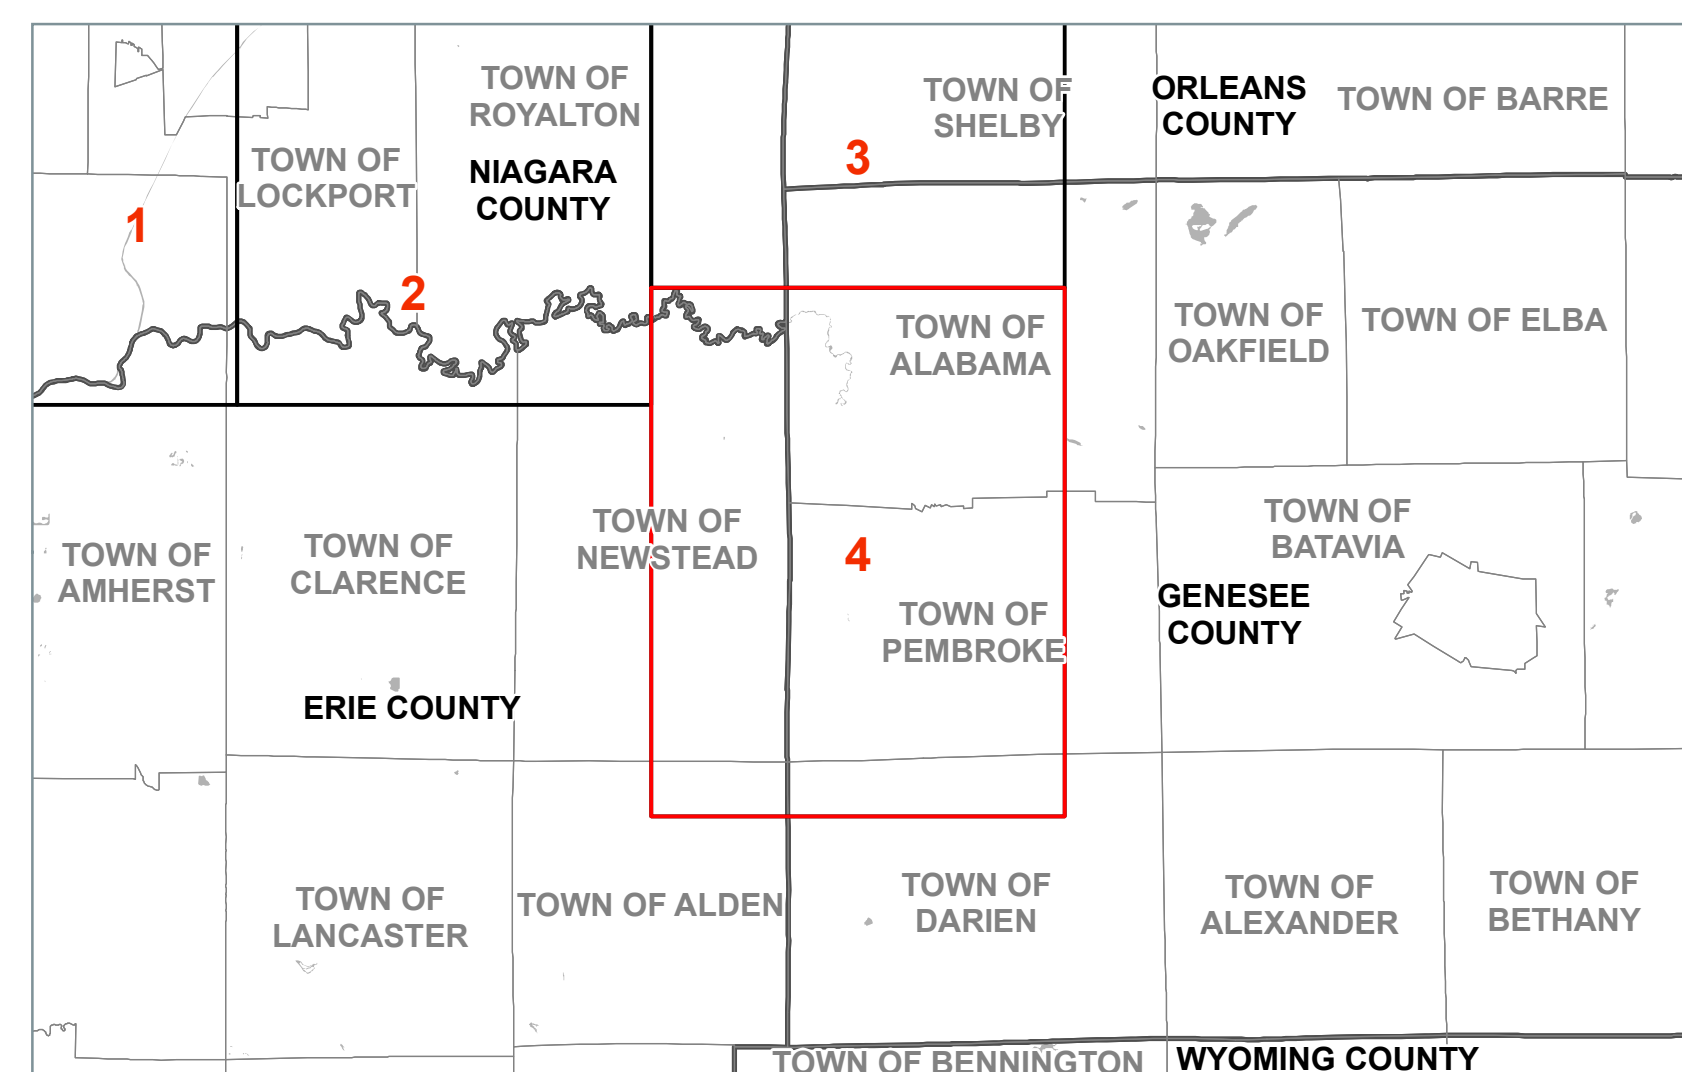 TOWN OF
ROYALTON
TOWN OF
SHELBY
ORLEANS
COUNTY
TOWN OF BARRE
TOWN OF
LOCKPORT
NIAGARA
COUNTY
3
1
2
TOWN OF
ALABAMA
TOWN OF
OAKFIELD
TOWN OF ELBA
TOWN OF
AMHERST
TOWN OF
CLARENCE
TOWN OF
NEWSTEAD
4
TOWN OF
BATAVIA
TOWN OF
PEMBROKE
GENESEE
COUNTY
ERIE COUNTY
TOWN OF
LANCASTER
TOWN OF ALDEN
TOWN OF
DARIEN
TOWN OF
ALEXANDER
TOWN OF
BETHANY
TOWN OF BENNINGTON
WYOMING COUNTY